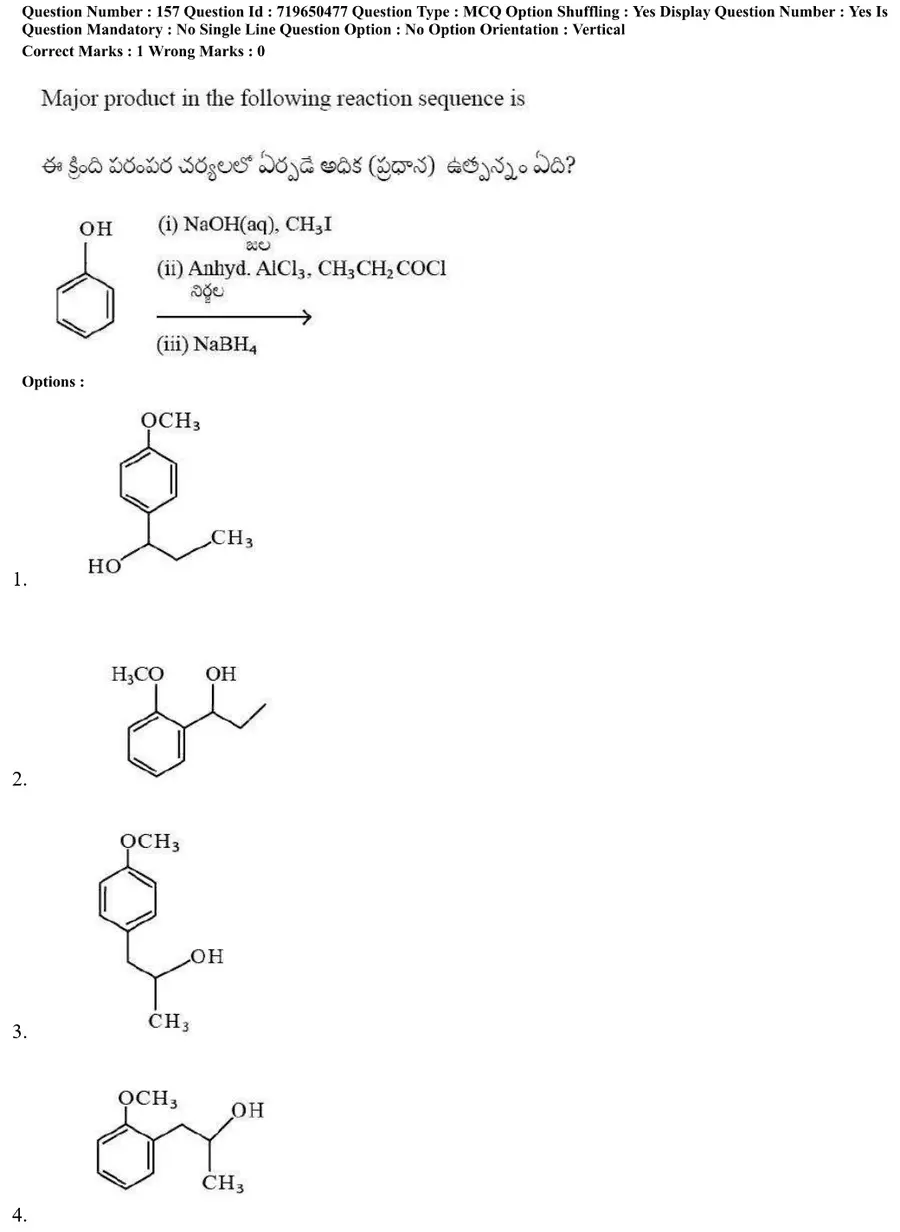 Question Number : 157 Question Id : 719650477 Question Type : MCQ Option Shuffling : Yes Display Question Number : Yes Is
Question Mandatory : No Single Line Question Option : No Option Orientation : Vertical
Correct Marks : 1 Wrong Marks : 0
Major product in the following reaction sequence is
ఈ క్రింది పరంపర చర్యలలో ఏర్పడే అధిక (ప్రధాన) ఉత్పన్నం ఏది?
OH
(i) NaOH(aq), CH₃I
జల
(ii) Anhyd. AlCl₃, CH₃CH₂COCl
నిర్జల
(iii) NaBH₄
Options :
OCH₃
CH₃
HO
1.
H₃CO OH
2.
OCH₃
OH
CH₃
3.
OCH₃
OH
CH₃
4.